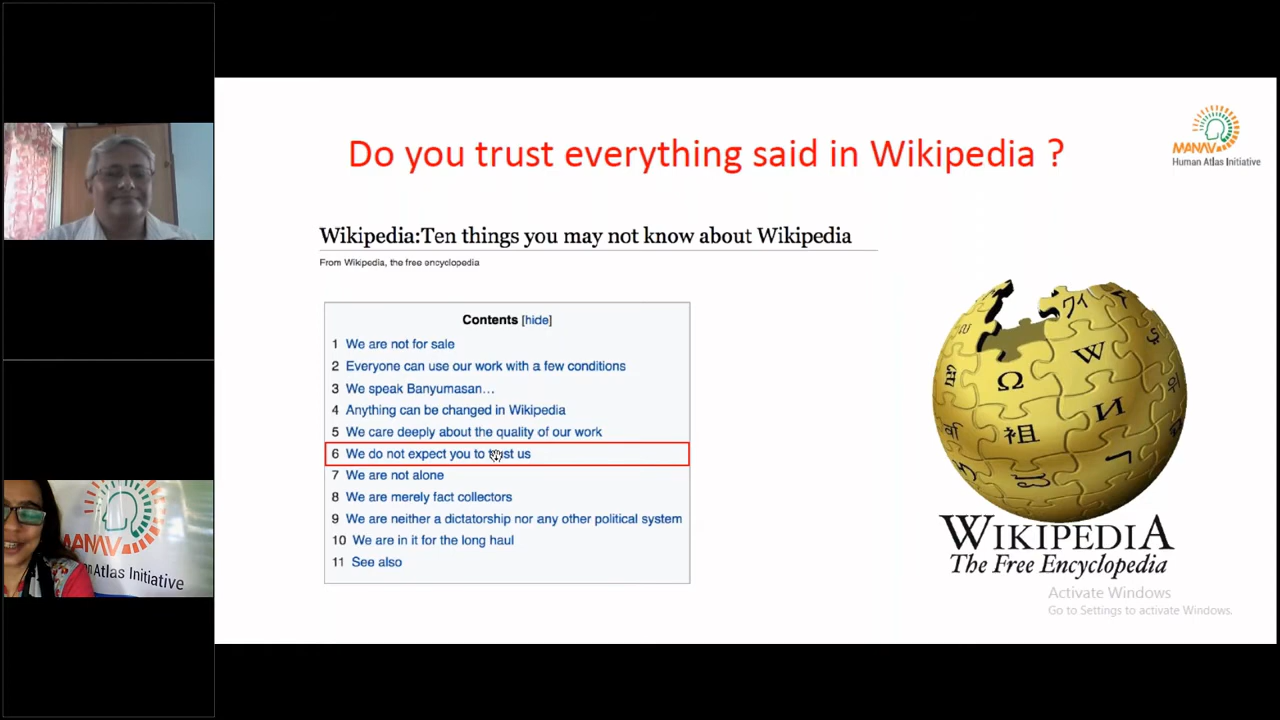 Do you trust everything said in Wikipedia ?
MANAV
Human Atlas Initiative
Wikipedia:Ten things you may not know about Wikipedia
From Wikipedia, the free encyclopedia
Contents [hide]
1 We are not for sale
2 Everyone can use our work with a few conditions
3 We speak Banyumasan…
4 Anything can be changed in Wikipedia
5 We care deeply about the quality of our work
6 We do not expect you to trust us
7 We are not alone
8 We are merely fact collectors
9 We are neither a dictatorship nor any other political system
10 We are in it for the long haul
11 See also
Ω W И
祖
WIKIPEDIA
The Free Encyclopedia
Activate Windows
Go to Settings to activate Windows.
MANAV
Atlas Initiative